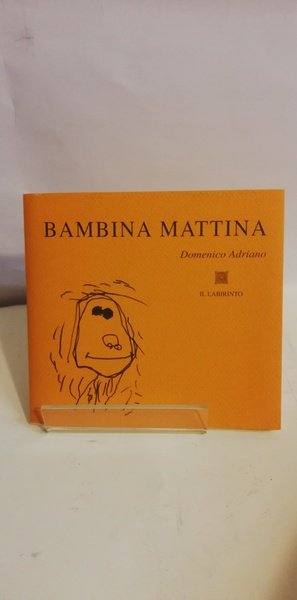 BAMBINA MATTINA
Domenico Adriano
IL LABIRINTO